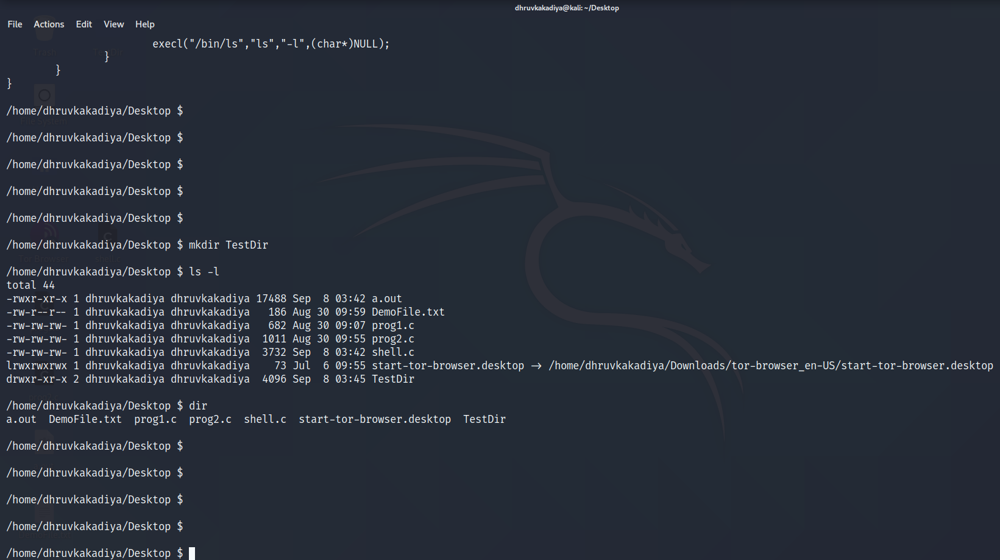 dhruvkakadiya@kali: ~/Desktop
File Actions Edit View Help
execl("/bin/ls","ls","-l",(char*)NULL);
}
}
}
/home/dhruvkakadiya/Desktop $
/home/dhruvkakadiya/Desktop $
/home/dhruvkakadiya/Desktop $
/home/dhruvkakadiya/Desktop $
/home/dhruvkakadiya/Desktop $
/home/dhruvkakadiya/Desktop $ mkdir TestDir
/home/dhruvkakadiya/Desktop $ ls -l
total 44
-rwxr-xr-x 1 dhruvkakadiya dhruvkakadiya 17488 Sep  8 03:42 a.out
-rw-r--r-- 1 dhruvkakadiya dhruvkakadiya   186 Aug 30 09:59 DemoFile.txt
-rw-rw-rw- 1 dhruvkakadiya dhruvkakadiya   682 Aug 30 09:07 prog1.c
-rw-rw-rw- 1 dhruvkakadiya dhruvkakadiya  1011 Aug 30 09:55 prog2.c
-rw-rw-rw- 1 dhruvkakadiya dhruvkakadiya  3732 Sep  8 03:42 shell.c
lrwxrwxrwx 1 dhruvkakadiya dhruvkakadiya    73 Jul  6 09:55 start-tor-browser.desktop → /home/dhruvkakadiya/Downloads/tor-browser_en-US/start-tor-browser.desktop
drwxr-xr-x 2 dhruvkakadiya dhruvkakadiya  4096 Sep  8 03:45 TestDir
/home/dhruvkakadiya/Desktop $ dir
a.out  DemoFile.txt  prog1.c  prog2.c  shell.c  start-tor-browser.desktop  TestDir
/home/dhruvkakadiya/Desktop $
/home/dhruvkakadiya/Desktop $
/home/dhruvkakadiya/Desktop $
/home/dhruvkakadiya/Desktop $
/home/dhruvkakadiya/Desktop $
Trash
TestDir
File System
Tor Browser
shell.c